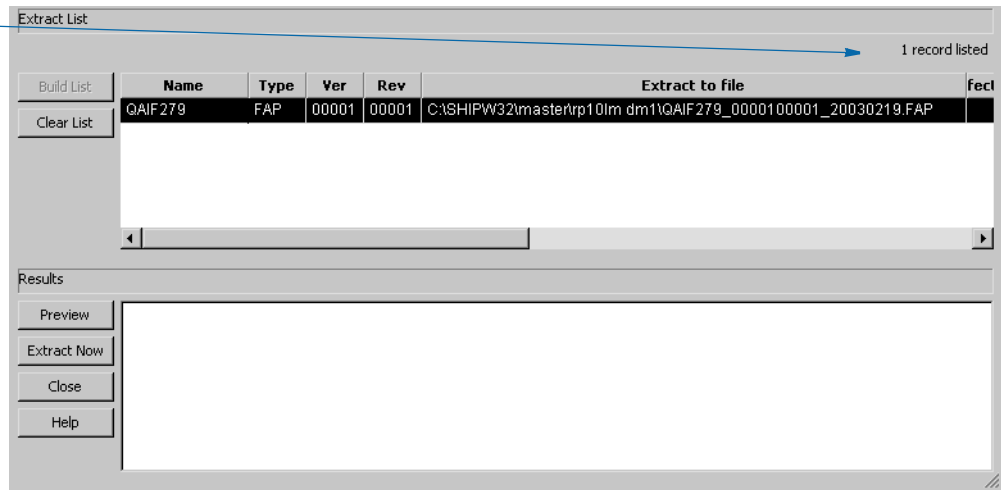 Extract List
1 record listed
Build List
Clear List
Name Type Ver Rev Extract to file fect
QAIF279 FAP 00001 00001 C:\SHIPW32\master\rp10lm dm1\QAIF279_0000100001_20030219.FAP
Results
Preview
Extract Now
Close
Help